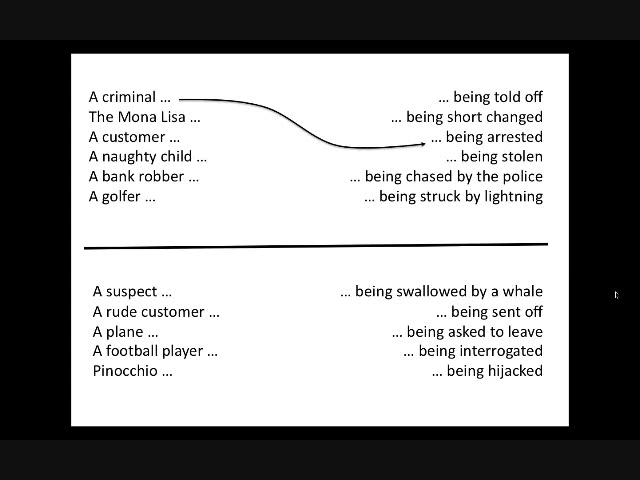 A criminal ... ... being told off
The Mona Lisa ... ... being short changed
A customer ... ... being arrested
A naughty child ... ... being stolen
A bank robber ... ... being chased by the police
A golfer ... ... being struck by lightning
A suspect ... ... being swallowed by a whale
A rude customer ... ... being sent off
A plane ... ... being asked to leave
A football player ... ... being interrogated
Pinocchio ... ... being hijacked